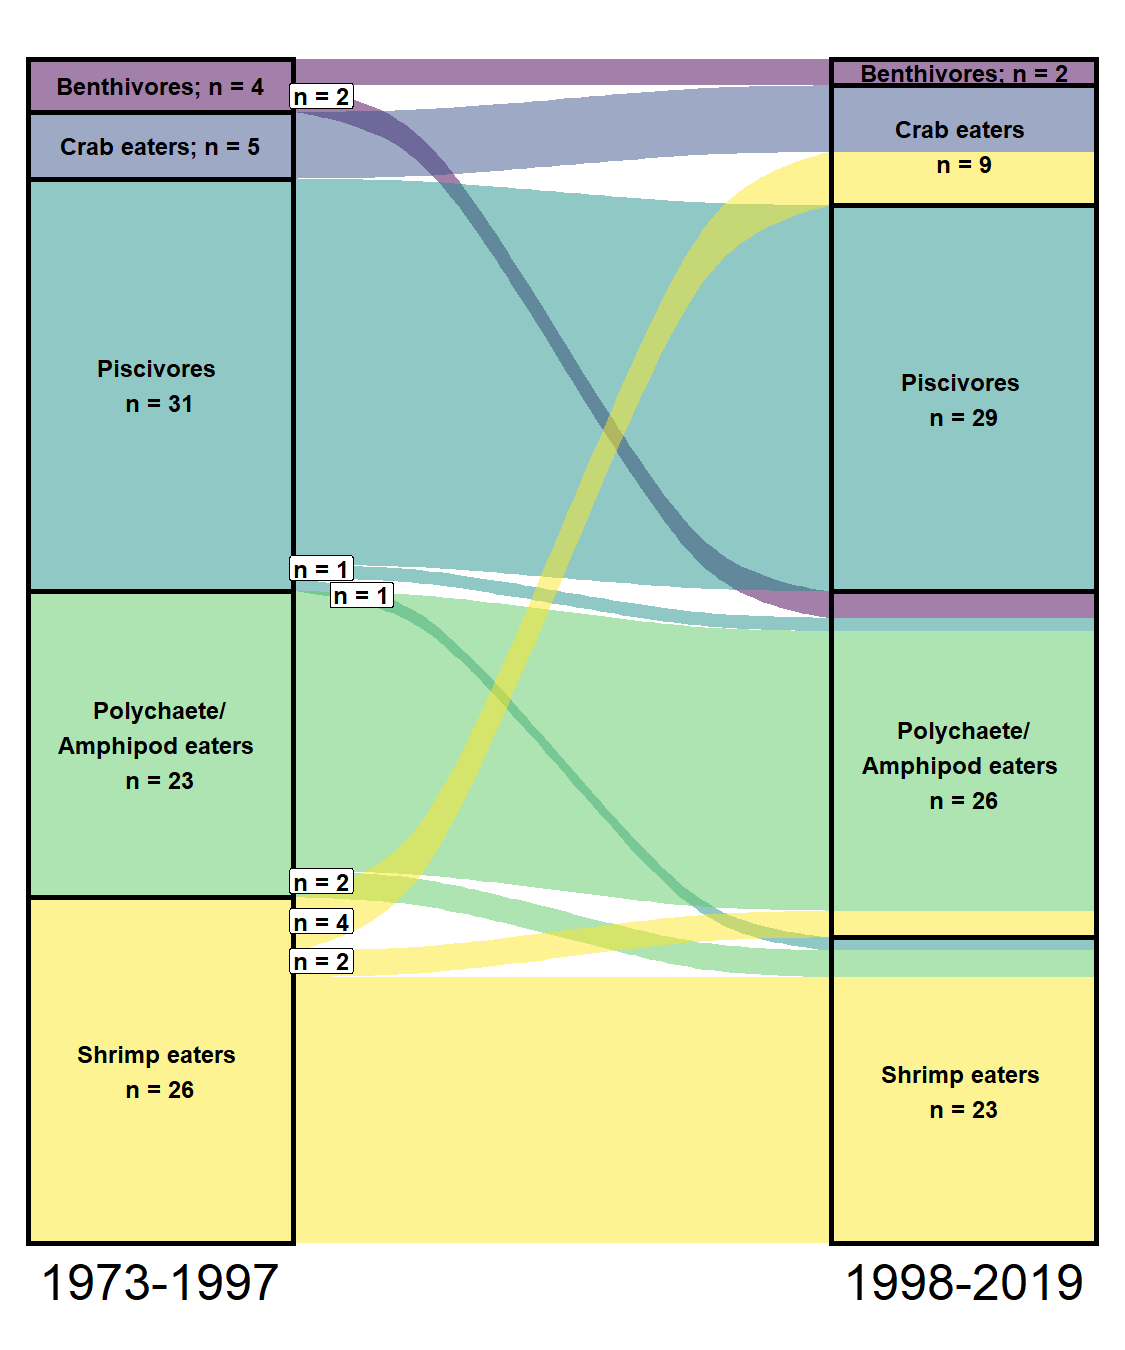 Benthivores; n = 4
Crab eaters; n = 5
Piscivores
n = 31
Polychaete/
Amphipod eaters
n = 23
Shrimp eaters
n = 26
n = 2
n = 1
n = 1
n = 2
n = 4
n = 2
Benthivores; n = 2
Crab eaters
n = 9
Piscivores
n = 29
Polychaete/
Amphipod eaters
n = 26
Shrimp eaters
n = 23
1973-1997
1998-2019